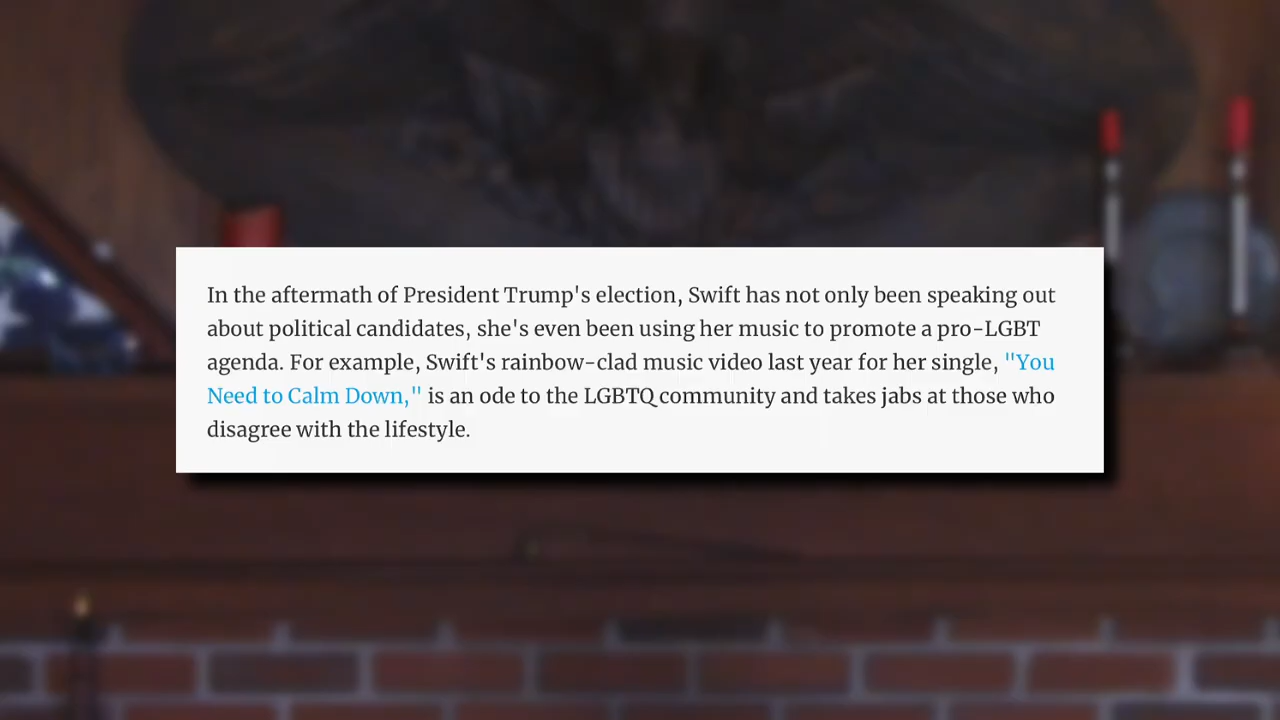 In the aftermath of President Trump's election, Swift has not only been speaking out
about political candidates, she's even been using her music to promote a pro-LGBT
agenda. For example, Swift's rainbow-clad music video last year for her single, "You
Need to Calm Down," is an ode to the LGBTQ community and takes jabs at those who
disagree with the lifestyle.